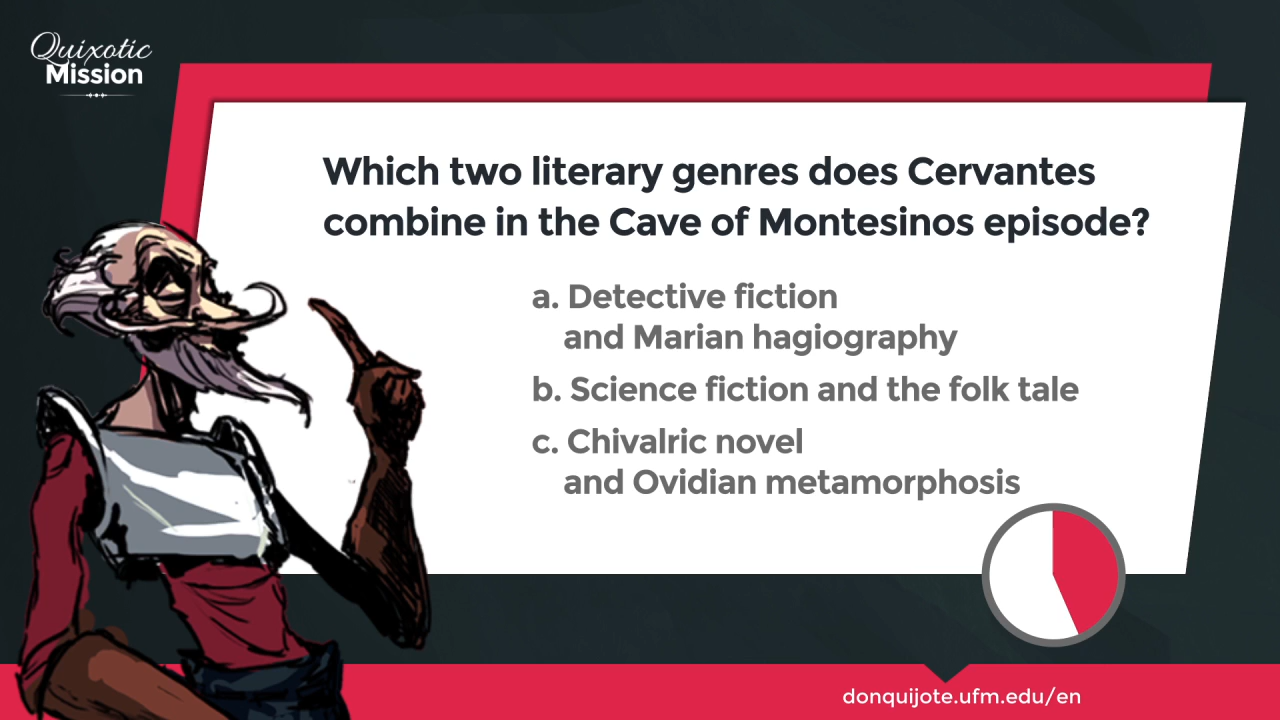 Quixotic
Mission
Which two literary genres does Cervantes
combine in the Cave of Montesinos episode?
a. Detective fiction
and Marian hagiography
b. Science fiction and the folk tale
c. Chivalric novel
and Ovidian metamorphosis
donquijote.ufm.edu/en